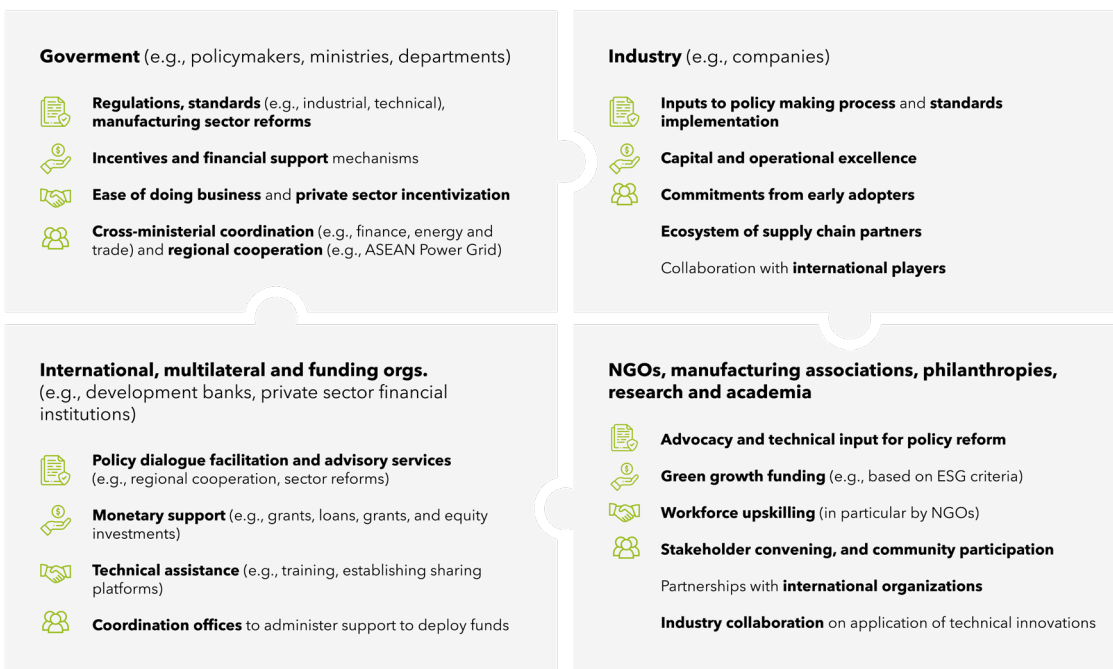 Goverment (e.g., policymakers, ministries, departments)
Regulations, standards (e.g., industrial, technical),
manufacturing sector reforms
Incentives and financial support mechanisms
Ease of doing business and private sector incentivization
Cross-ministerial coordination (e.g., finance, energy and
trade) and regional cooperation (e.g., ASEAN Power Grid)
Industry (e.g., companies)
Inputs to policy making process and standards
implementation
Capital and operational excellence
Commitments from early adopters
Ecosystem of supply chain partners
Collaboration with international players
International, multilateral and funding orgs.
(e.g., development banks, private sector financial
institutions)
Policy dialogue facilitation and advisory services
(e.g., regional cooperation, sector reforms)
Monetary support (e.g., grants, loans, grants, and equity
investments)
Technical assistance (e.g., training, establishing sharing
platforms)
Coordination offices to administer support to deploy funds
NGOs, manufacturing associations, philanthropies,
research and academia
Advocacy and technical input for policy reform
Green growth funding (e.g., based on ESG criteria)
Workforce upskilling (in particular by NGOs)
Stakeholder convening, and community participation
Partnerships with international organizations
Industry collaboration on application of technical innovations